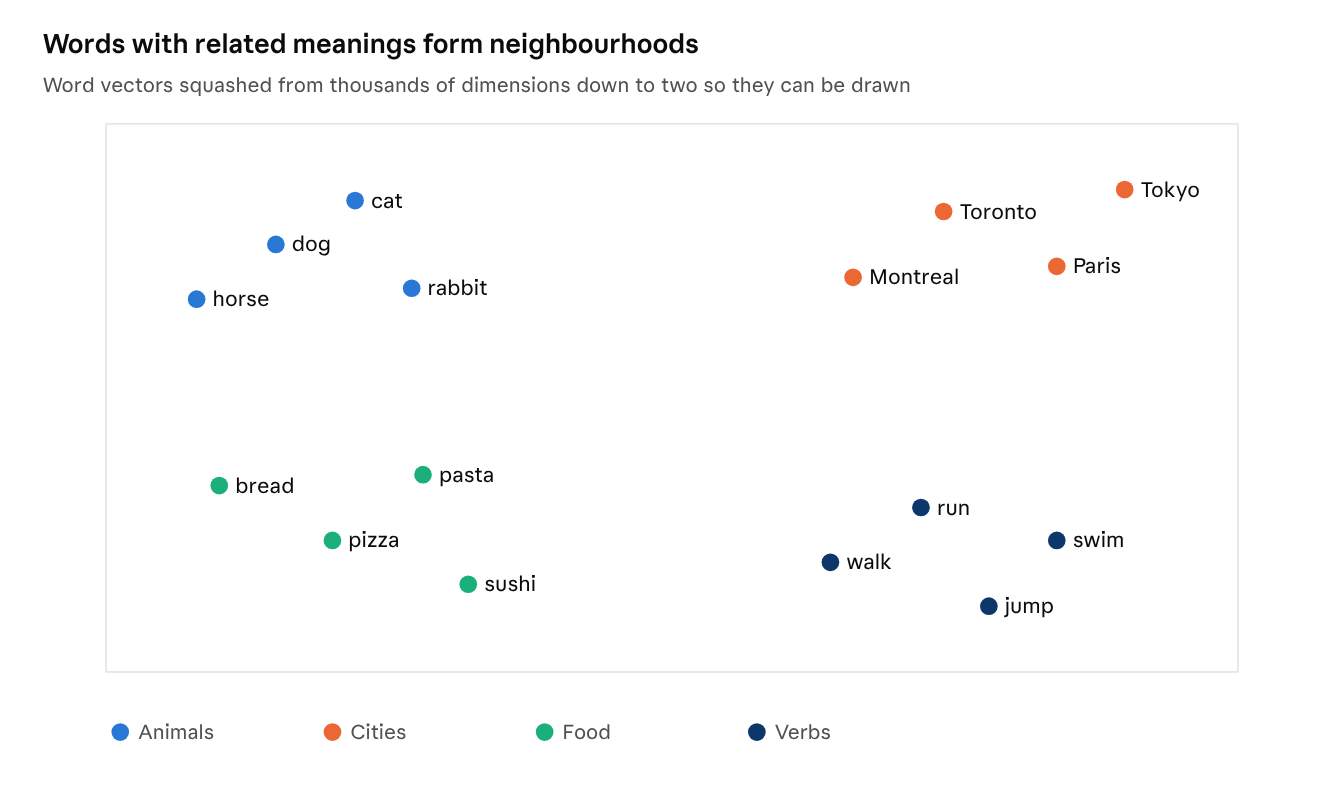 Words with related meanings form neighbourhoods
Word vectors squashed from thousands of dimensions down to two so they can be drawn
cat
Tokyo
Toronto
dog
Paris
Montreal
rabbit
horse
pasta
bread
run
pizza
swim
walk
sushi
jump
Animals
Cities
Food
Verbs